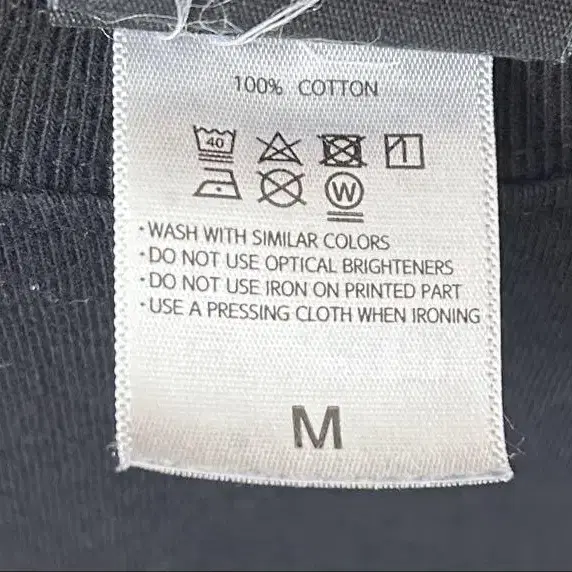 100% COTTON
40
W
·WASH WITH SIMILAR COLORS
·DO NOT USE OPTICAL BRIGHTENERS
·DO NOT USE IRON ON PRINTED PART
·USE A PRESSING CLOTH WHEN IRONING
M